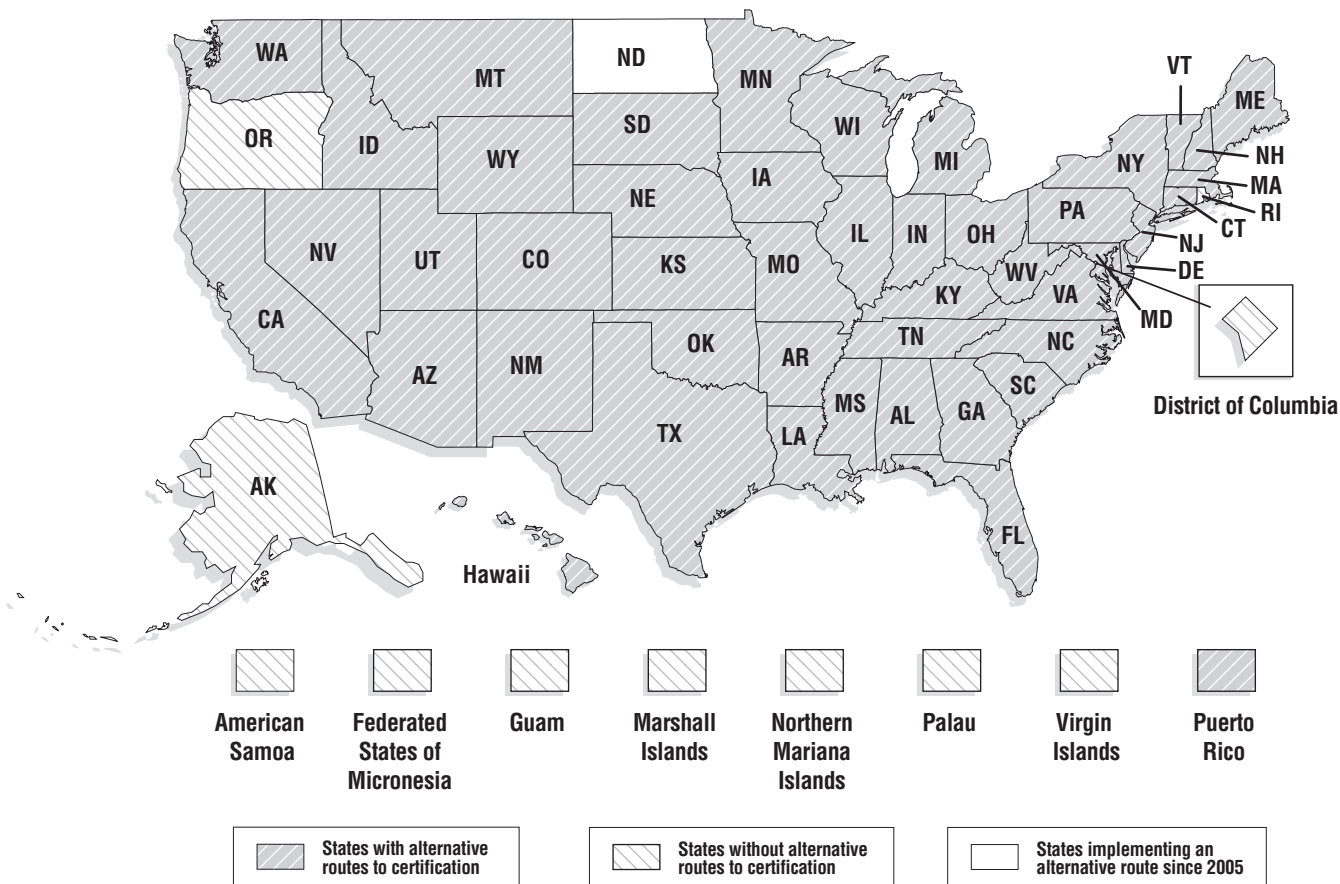 WA
MT
ND
MN
VT
ME
OR
ID
WY
SD
WI
MI
NY
NH
MA
RI
CT
NV
UT
CO
NE
IA
IL
IN
OH
PA
NJ
DE
MD
CA
KS
MO
WV
VA
KY
AZ
NM
OK
AR
TN
NC
SC
District of Columbia
TX
LA
MS
AL
GA
AK
FL
Hawaii
American
Samoa
Federated
States of
Micronesia
Guam
Marshall
Islands
Northern
Mariana
Islands
Palau
Virgin
Islands
Puerto
Rico
States with alternative
routes to certification
States without alternative
routes to certification
States implementing an
alternative route since 2005